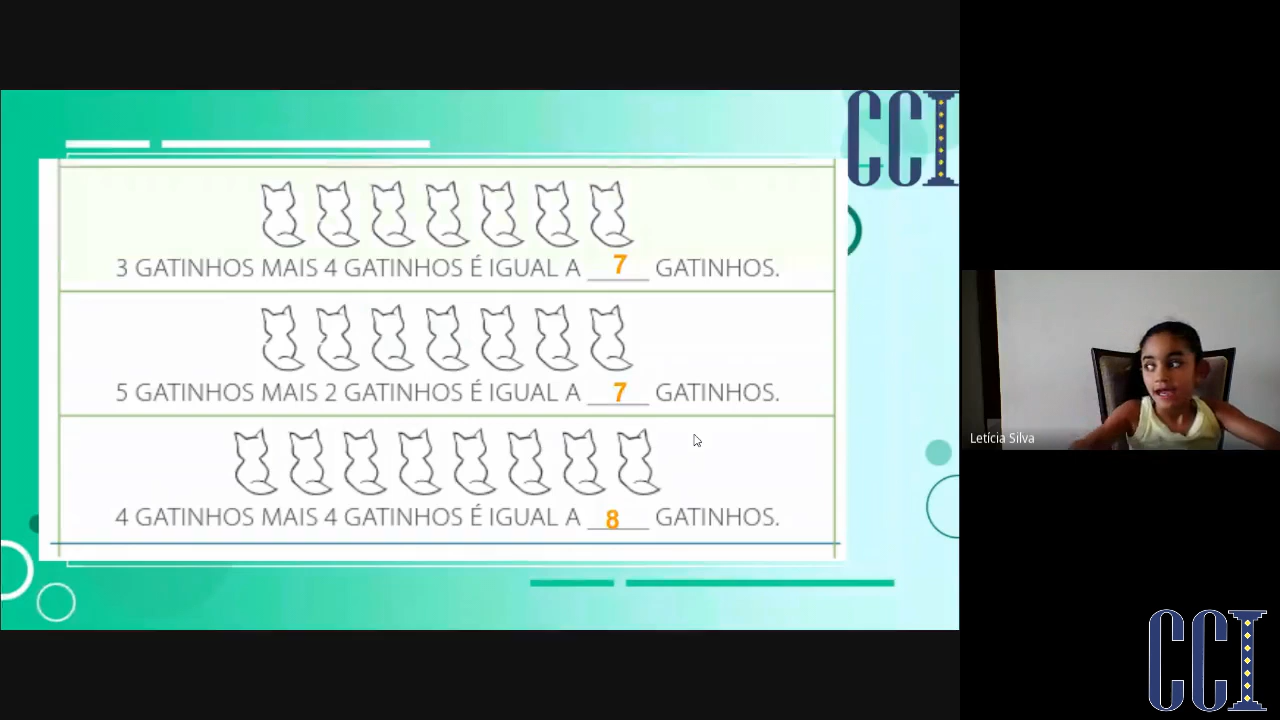 CCI
3 GATINHOS MAIS 4 GATINHOS É IGUAL A 7 GATINHOS.
5 GATINHOS MAIS 2 GATINHOS É IGUAL A 7 GATINHOS.
4 GATINHOS MAIS 4 GATINHOS É IGUAL A 8 GATINHOS.
Letícia Silva
CCI